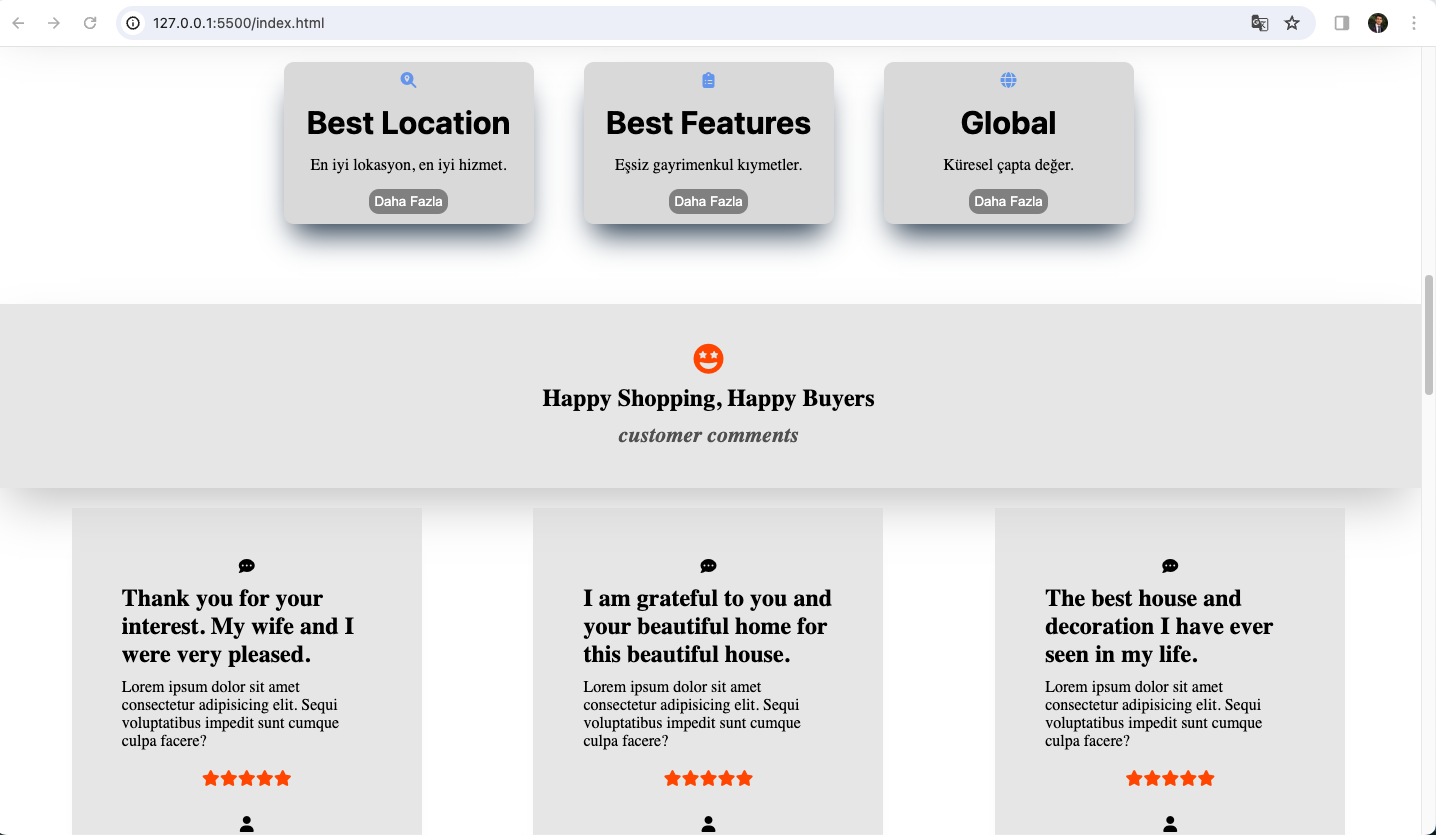 127.0.0.1:5500/index.html
Best Location
En iyi lokasyon, en iyi hizmet.
Daha Fazla
Best Features
Eşsiz gayrimenkul kıymetler.
Daha Fazla
Global
Küresel çapta değer.
Daha Fazla
Happy Shopping, Happy Buyers
customer comments
Thank you for your
interest. My wife and I
were very pleased.
Lorem ipsum dolor sit amet
consectetur adipisicing elit. Sequi
voluptatibus impedit sunt cumque
culpa facere?
I am grateful to you and
your beautiful home for
this beautiful house.
Lorem ipsum dolor sit amet
consectetur adipisicing elit. Sequi
voluptatibus impedit sunt cumque
culpa facere?
The best house and
decoration I have ever
seen in my life.
Lorem ipsum dolor sit amet
consectetur adipisicing elit. Sequi
voluptatibus impedit sunt cumque
culpa facere?